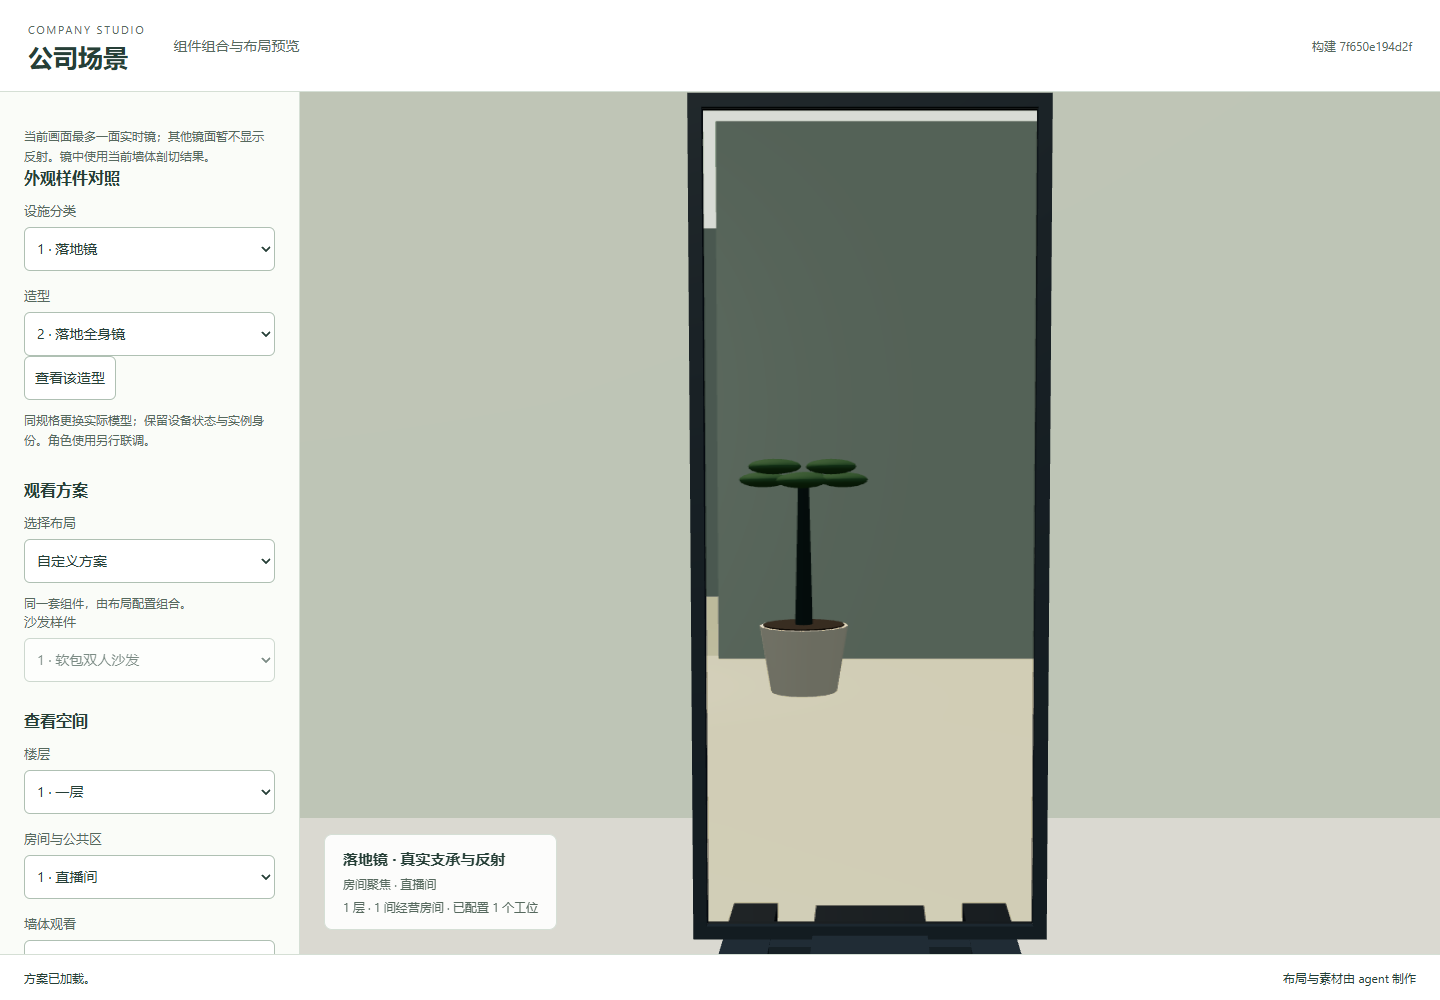 COMPANY STUDIO
公司场景
组件组合与布局预览
构建 7f650e194d2f
当前画面最多一面实时镜；其他镜面暂不显示
反射。镜中使用当前墙体剖切结果。
外观样件对照
设施分类
1 · 落地镜
造型
2 · 落地全身镜
查看该造型
同规格更换实际模型；保留设备状态与实例身
份。角色使用另行联调。
观看方案
选择布局
自定义方案
同一套组件，由布局配置组合。
沙发样件
1 · 软包双人沙发
查看空间
楼层
1 · 一层
房间与公共区
1 · 直播间
墙体观看
落地镜 · 真实支承与反射
房间聚焦 · 直播间
1 层 · 1 间经营房间 · 已配置 1 个工位
方案已加载。
布局与素材由 agent 制作